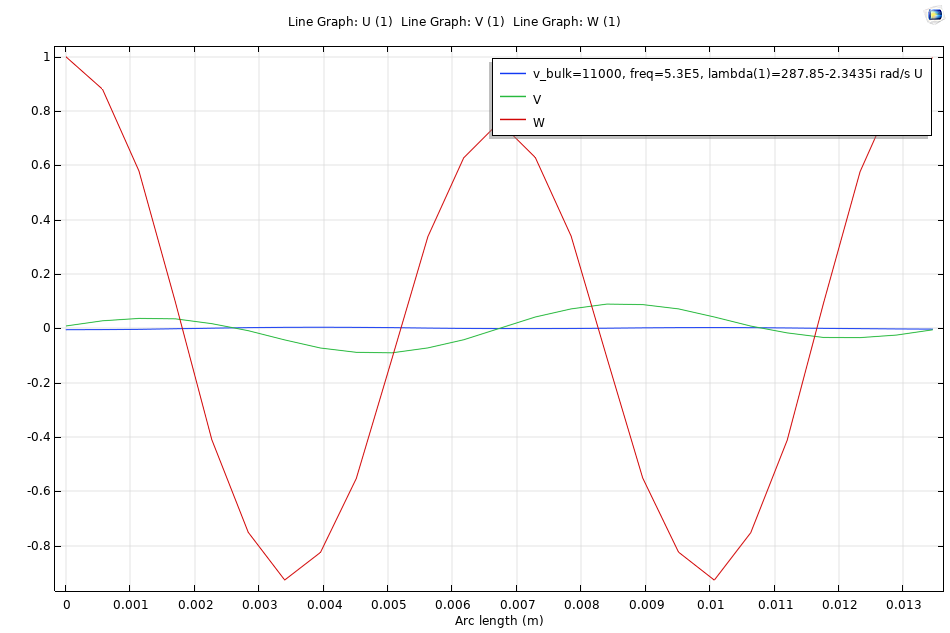 Line Graph: U (1)  Line Graph: V (1)  Line Graph: W (1)
v_bulk=11000, freq=5.3E5, lambda(1)=287.85-2.3435i rad/s U
V
W
1
0.8
0.6
0.4
0.2
0
-0.2
-0.4
-0.6
-0.8
0 0.001 0.002 0.003 0.004 0.005 0.006 0.007 0.008 0.009 0.01 0.011 0.012 0.013
Arc length (m)